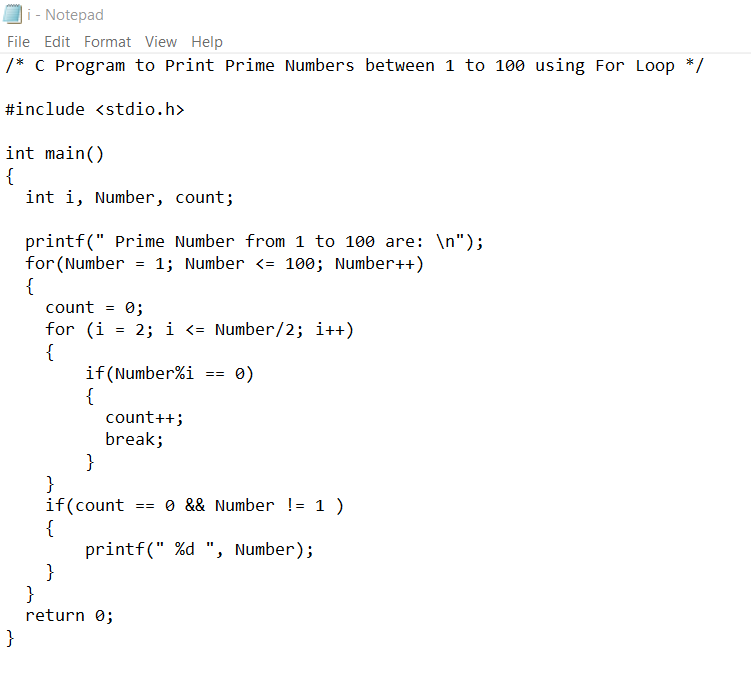 i - Notepad
File Edit Format View Help
/* C Program to Print Prime Numbers between 1 to 100 using For Loop */

#include <stdio.h>

int main()
{
  int i, Number, count;

  printf(" Prime Number from 1 to 100 are: \n");
  for(Number = 1; Number <= 100; Number++)
  {
    count = 0;
    for (i = 2; i <= Number/2; i++)
    {
        if(Number%i == 0)
        {
          count++;
          break;
        }
    }
    if(count == 0 && Number != 1 )
    {
        printf(" %d ", Number);
    }
  }
  return 0;
}